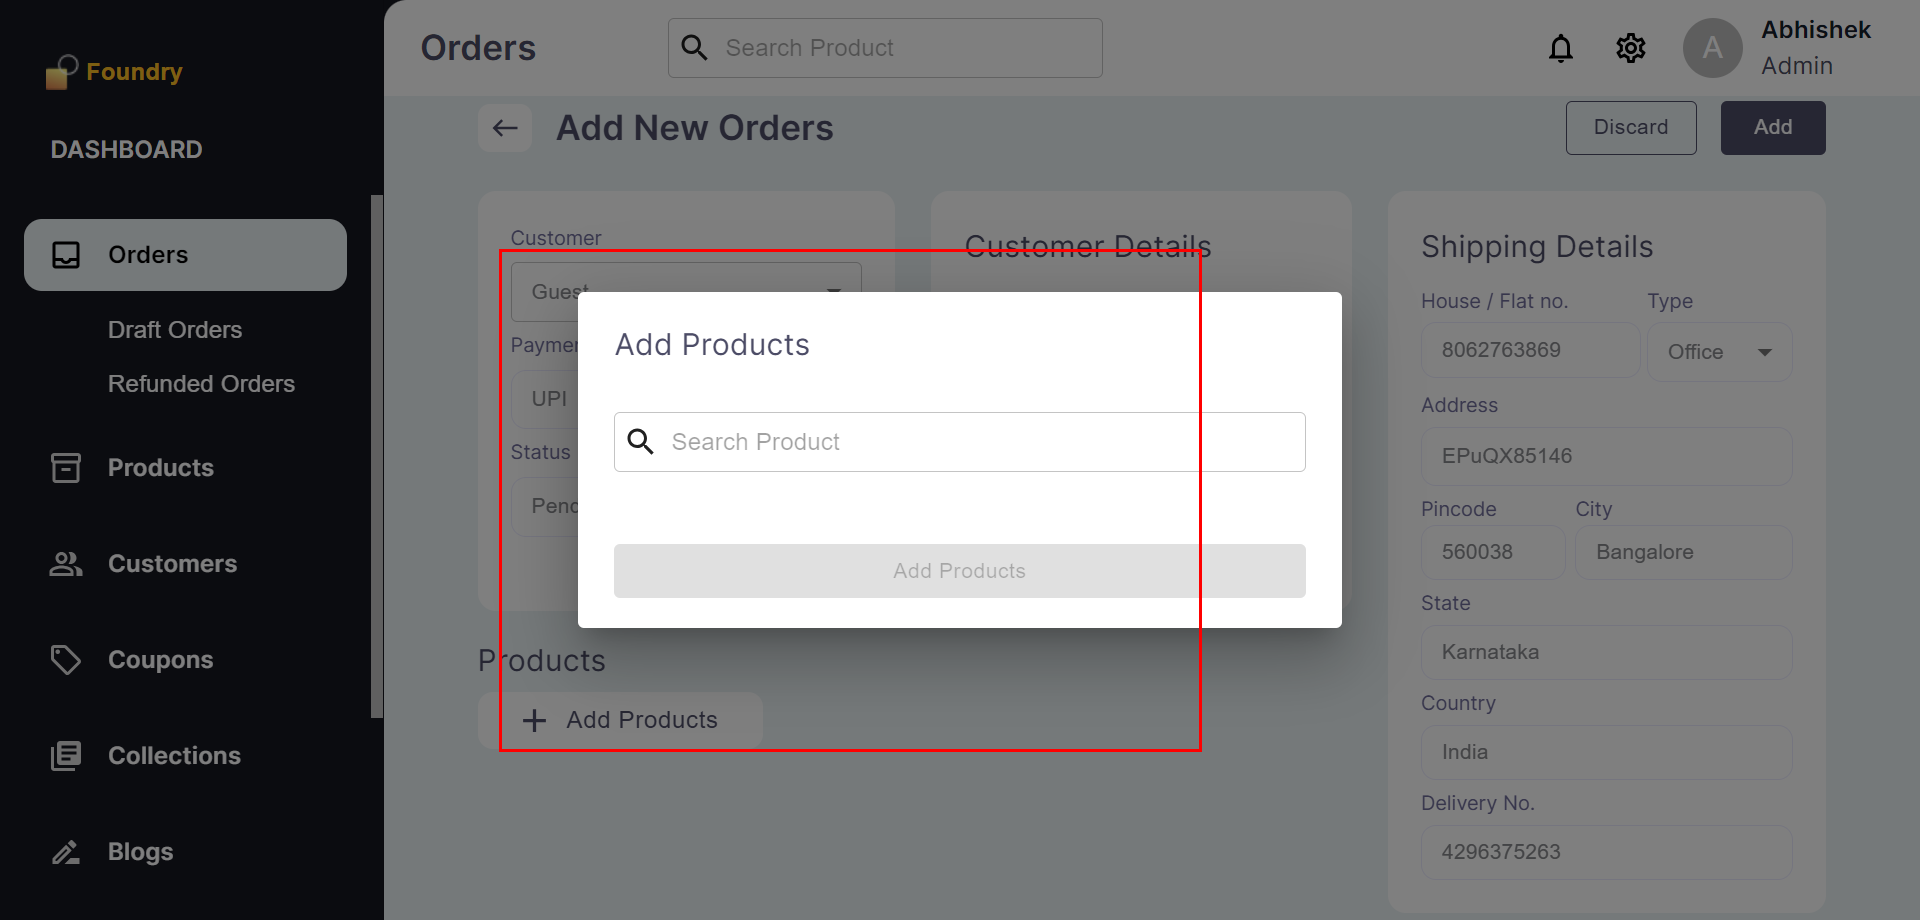 Foundry
DASHBOARD
Orders
Draft Orders
Refunded Orders
Products
Customers
Coupons
Collections
Blogs
Orders
Search Product
A
Abhishek
Admin
Add New Orders
Discard
Add
Customer
Guest
Paymen
UPI
Status
Pend
Customer Details
Add Products
Search Product
Add Products
Products
Add Products
Shipping Details
House / Flat no.
Type
8062763869
Office
Address
EPuQX85146
Pincode
City
560038
Bangalore
State
Karnataka
Country
India
Delivery No.
4296375263